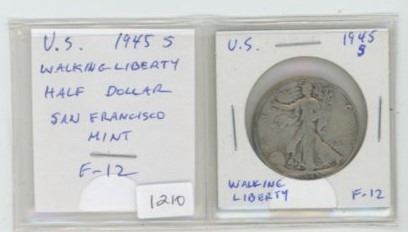 U.S. 1945 S
WALKING LIBERTY
HALF DOLLAR
SAN FRANCISCO
MINT
F-12
1210
U.S. 1945
S
WALKING
LIBERTY F-12